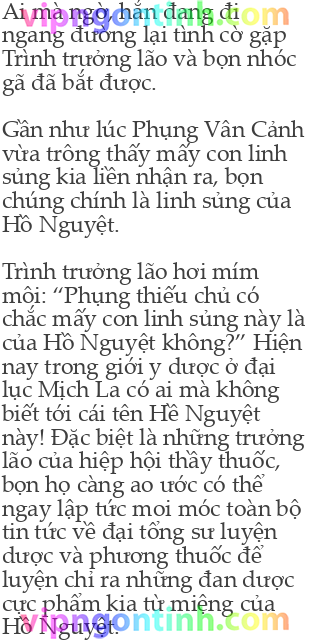 Ai mà ngờ, hắn đang đi
vipngontinh.com
ngang đường lại tình cờ gặp
Trình trưởng lão và bọn nhóc
gã đã bắt được.
Gần như lúc Phụng Vân Cảnh
vừa trông thấy mấy con linh
sủng kia liền nhận ra, bọn
chúng chính là linh sủng của
Hồ Nguyệt.
Trình trưởng lão hơi mím
môi: “Phụng thiếu chủ có
chắc mấy con linh sủng này là
của Hồ Nguyệt không?” Hiện
nay trong giới y dược ở đại
lục Mịch La có ai mà không
biết tới cái tên Hề Nguyệt
này! Đặc biệt là những trưởng
lão của hiệp hội thầy thuốc,
bọn họ càng ao ước có thể
ngay lập tức moi móc toàn bộ
tin tức về đại tổng sư luyện
dược và phương thuốc để
luyện chỉ ra những đan dược
cực phẩm kia từ miệng của
Hồ Nguyệt.
vipngontinh.com